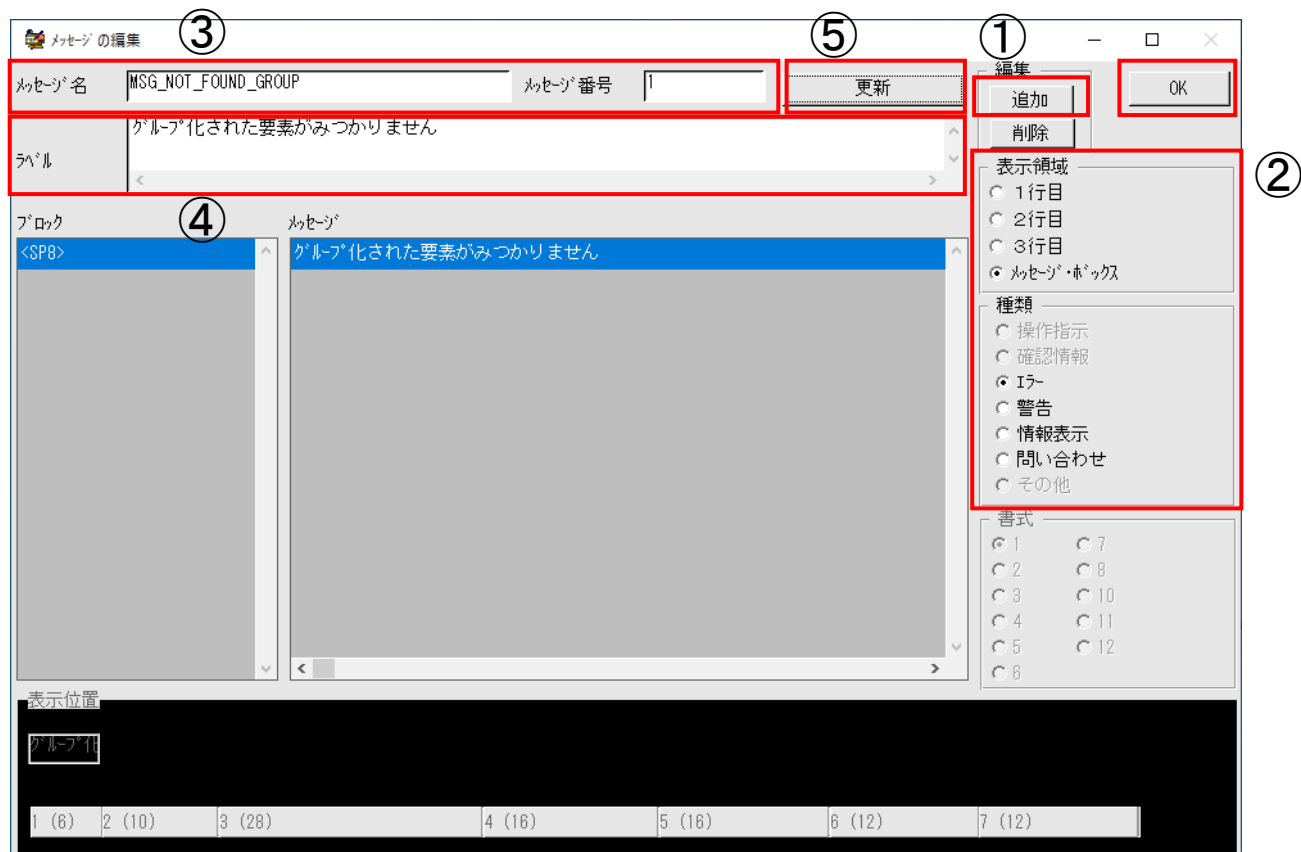 ③ ⑤ ①
ﾒｯｾｰｼﾞの編集
ﾒｯｾｰｼﾞ名 MSG_NOT_FOUND_GROUP ﾒｯｾｰｼﾞ番号 1 更新
編集
追加
OK
削除
ﾗﾍﾞﾙ ｸﾞﾙｰﾌﾟ化された要素がみつかりません
②
表示領域
１行目
２行目
３行目
ﾒｯｾｰｼﾞ・ﾎﾞｯｸｽ
④
ﾌﾞﾛｯｸ ﾒｯｾｰｼﾞ
<SP8> ｸﾞﾙｰﾌﾟ化された要素がみつかりません
種類
操作指示
確認情報
ｴﾗｰ
警告
情報表示
問い合わせ
その他
書式
1 7
2 8
3 10
4 11
5 12
6
表示位置
ｸﾞﾙｰﾌﾟ化
1 (6) 2 (10) 3 (28) 4 (16) 5 (16) 6 (12) 7 (12)